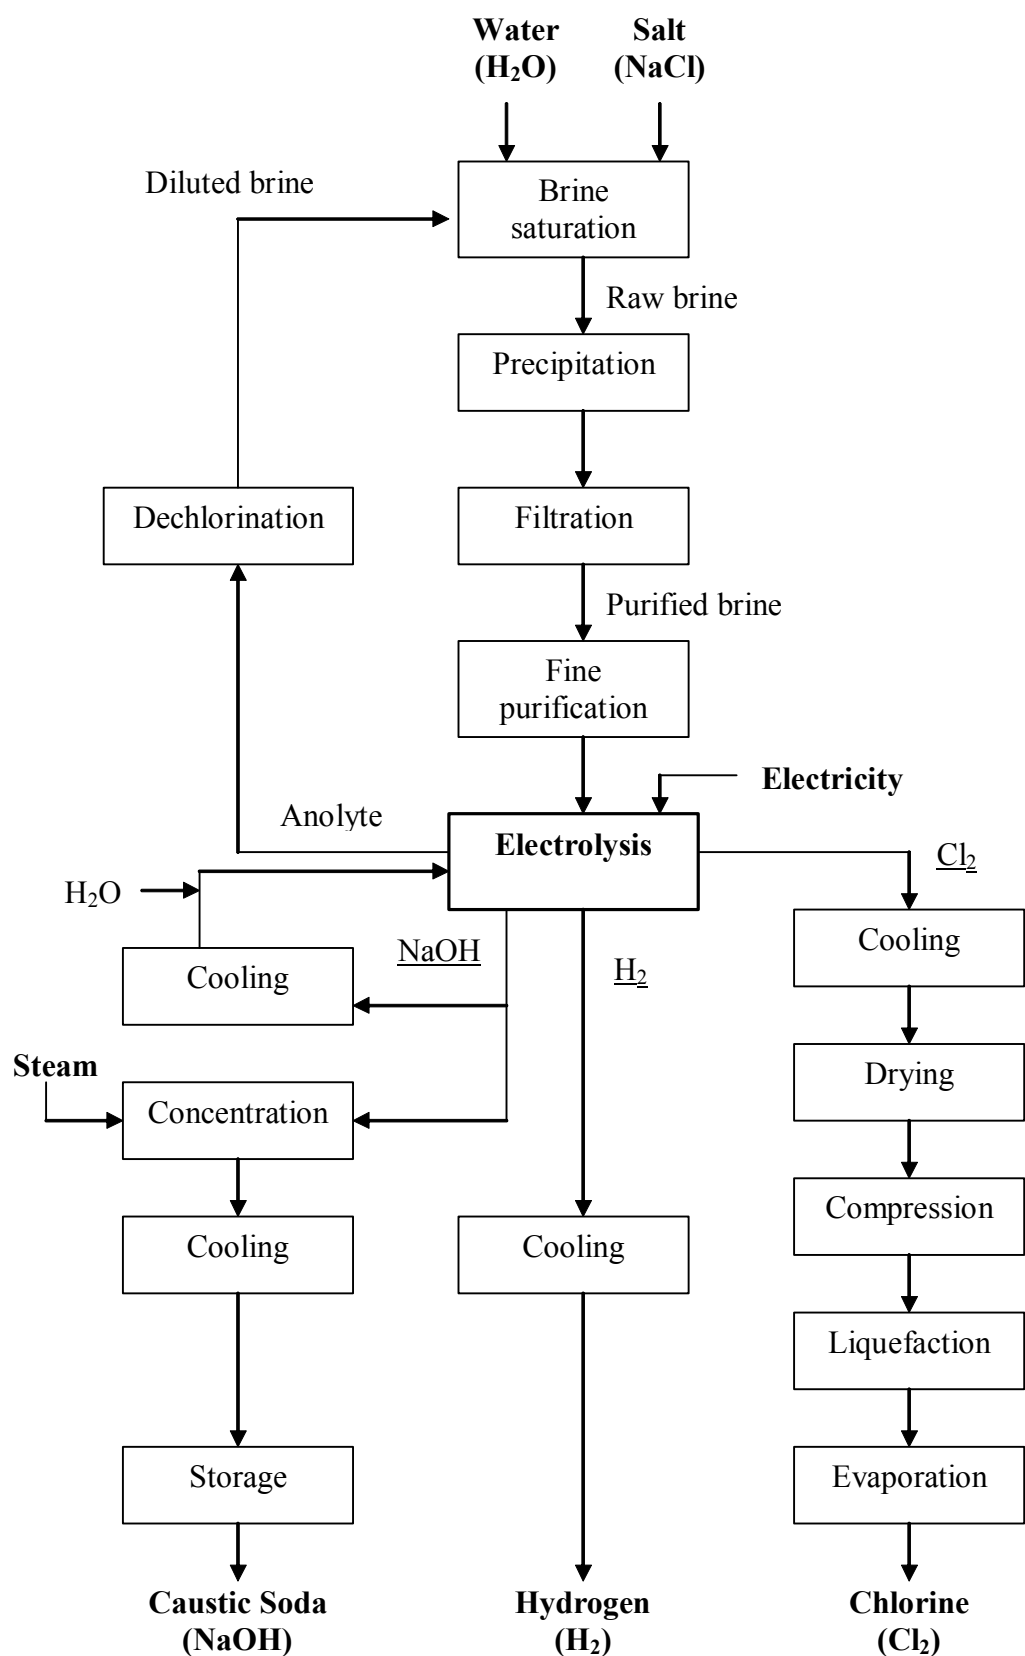 Water
(H₂O)
Salt
(NaCl)
Diluted brine
Brine
saturation
Raw brine
Precipitation
Dechlorination
Filtration
Purified brine
Fine
purification
Electricity
Anolyte
Electrolysis
Cl₂
H₂O
Cooling
NaOH
H₂
Cooling
Steam
Concentration
Drying
Cooling
Cooling
Compression
Liquefaction
Storage
Evaporation
Caustic Soda
(NaOH)
Hydrogen
(H₂)
Chlorine
(Cl₂)